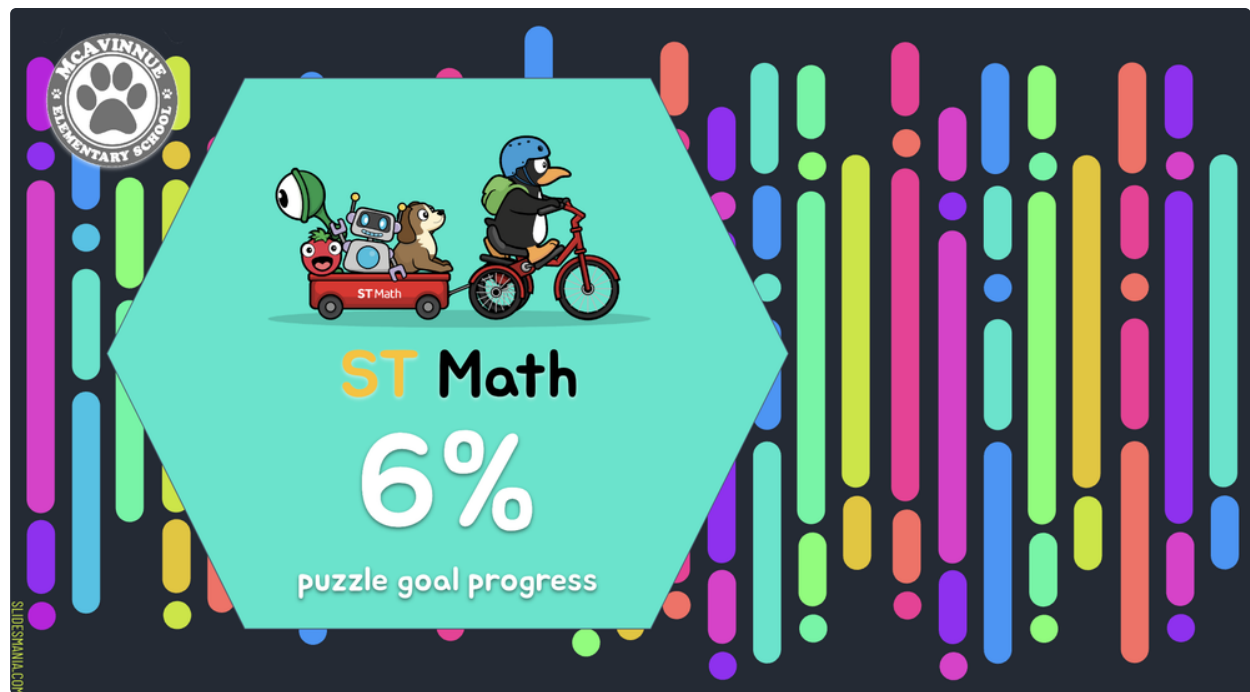 MCAVINNUE
ELEMENTARY SCHOOL
ST Math
ST Math
6%
puzzle goal progress
SLIDESMANIA.COM